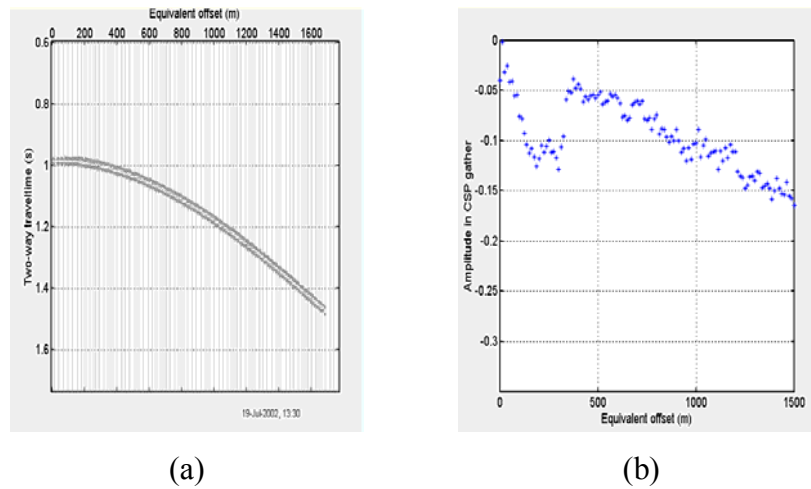 Equivalent offset (m)
0 200 400 600 800 1000 1200 1400 1600
0.6
0.8
1
1.2
1.4
1.6
Two-way traveltime (s)
19-Jul-2002, 13:30
(a)
0
-0.05
-0.1
-0.15
-0.2
-0.25
-0.3
Amplitude in CSP gather
0 500 1000 1500
Equivalent offset (m)
(b)